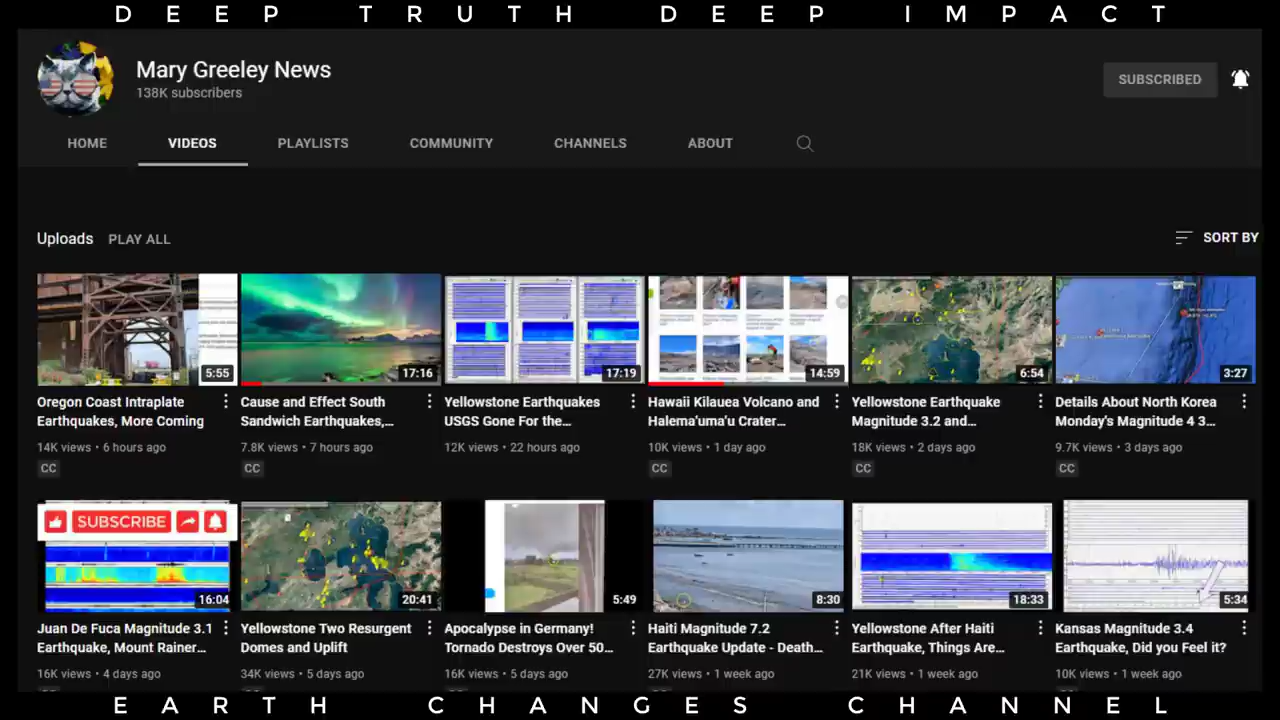 DEEP TRUTH DEEP IMPACT
Mary Greeley News
138K subscribers
SUBSCRIBED
HOME VIDEOS PLAYLISTS COMMUNITY CHANNELS ABOUT
Uploads PLAY ALL
SORT BY
5:55 17:16 17:19 14:59 6:54 3:27
Oregon Coast Intraplate
Earthquakes, More Coming
14K views • 6 hours ago
CC
Cause and Effect South
Sandwich Earthquakes,...
7.8K views • 7 hours ago
CC
Yellowstone Earthquakes
USGS Gone For the...
12K views • 22 hours ago
Hawaii Kilauea Volcano and
Halema'uma'u Crater...
10K views • 1 day ago
CC
Yellowstone Earthquake
Magnitude 3.2 and...
18K views • 2 days ago
CC
Details About North Korea
Monday's Magnitude 4 3...
9.7K views • 3 days ago
CC
SUBSCRIBE
16:04 20:41 5:49 8:30 18:33 5:34
Juan De Fuca Magnitude 3.1
Earthquake, Mount Rainer...
16K views • 4 days ago
Yellowstone Two Resurgent
Domes and Uplift
34K views • 5 days ago
Apocalypse in Germany!
Tornado Destroys Over 50...
16K views • 5 days ago
Haiti Magnitude 7.2
Earthquake Update - Death...
27K views • 1 week ago
Yellowstone After Haiti
Earthquake, Things Are...
21K views • 1 week ago
Kansas Magnitude 3.4
Earthquake, Did you Feel it?
10K views • 1 week ago
EARTH CHANGES CHANNEL